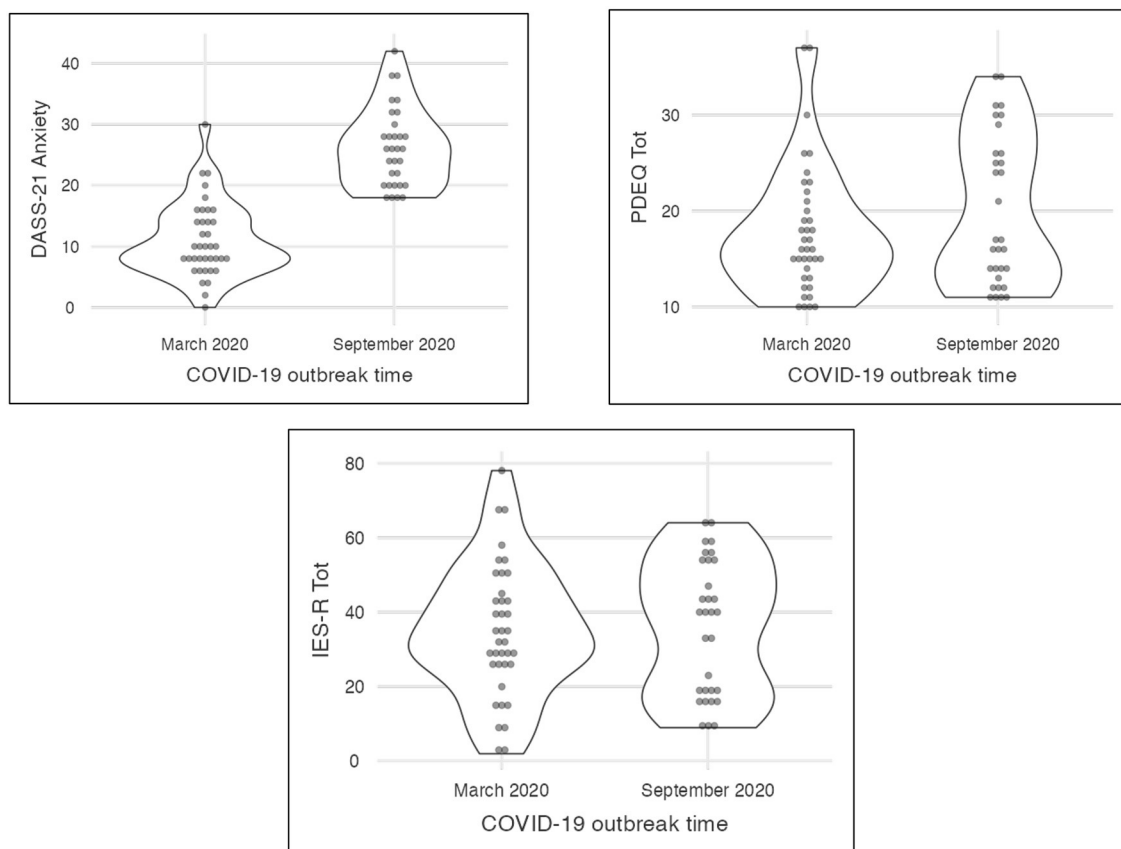 DASS-21 Anxiety
40
30
20
10
0
March 2020 September 2020
COVID-19 outbreak time
PDEQ Tot
30
20
10
March 2020 September 2020
COVID-19 outbreak time
IES-R Tot
80
60
40
20
0
March 2020 September 2020
COVID-19 outbreak time